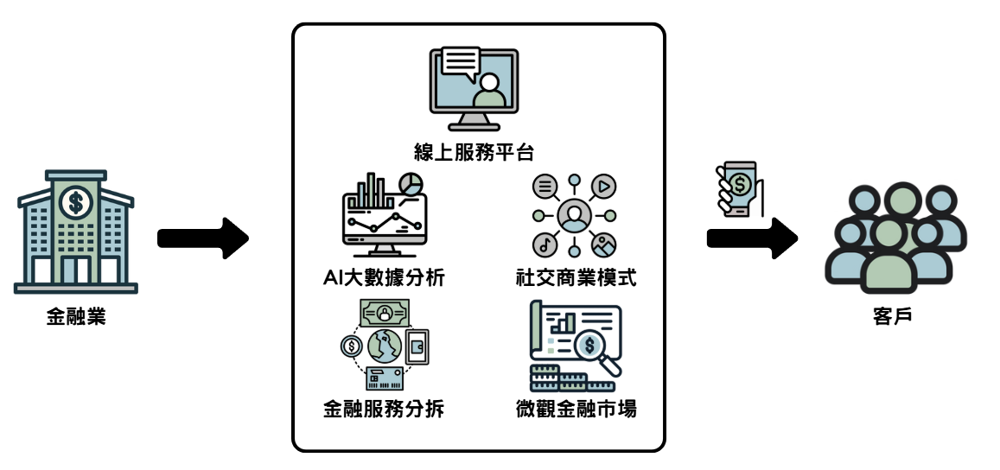 線上服務平台
AI大數據分析
社交商業模式
金融業
客戶
金融服務分拆
微觀金融市場